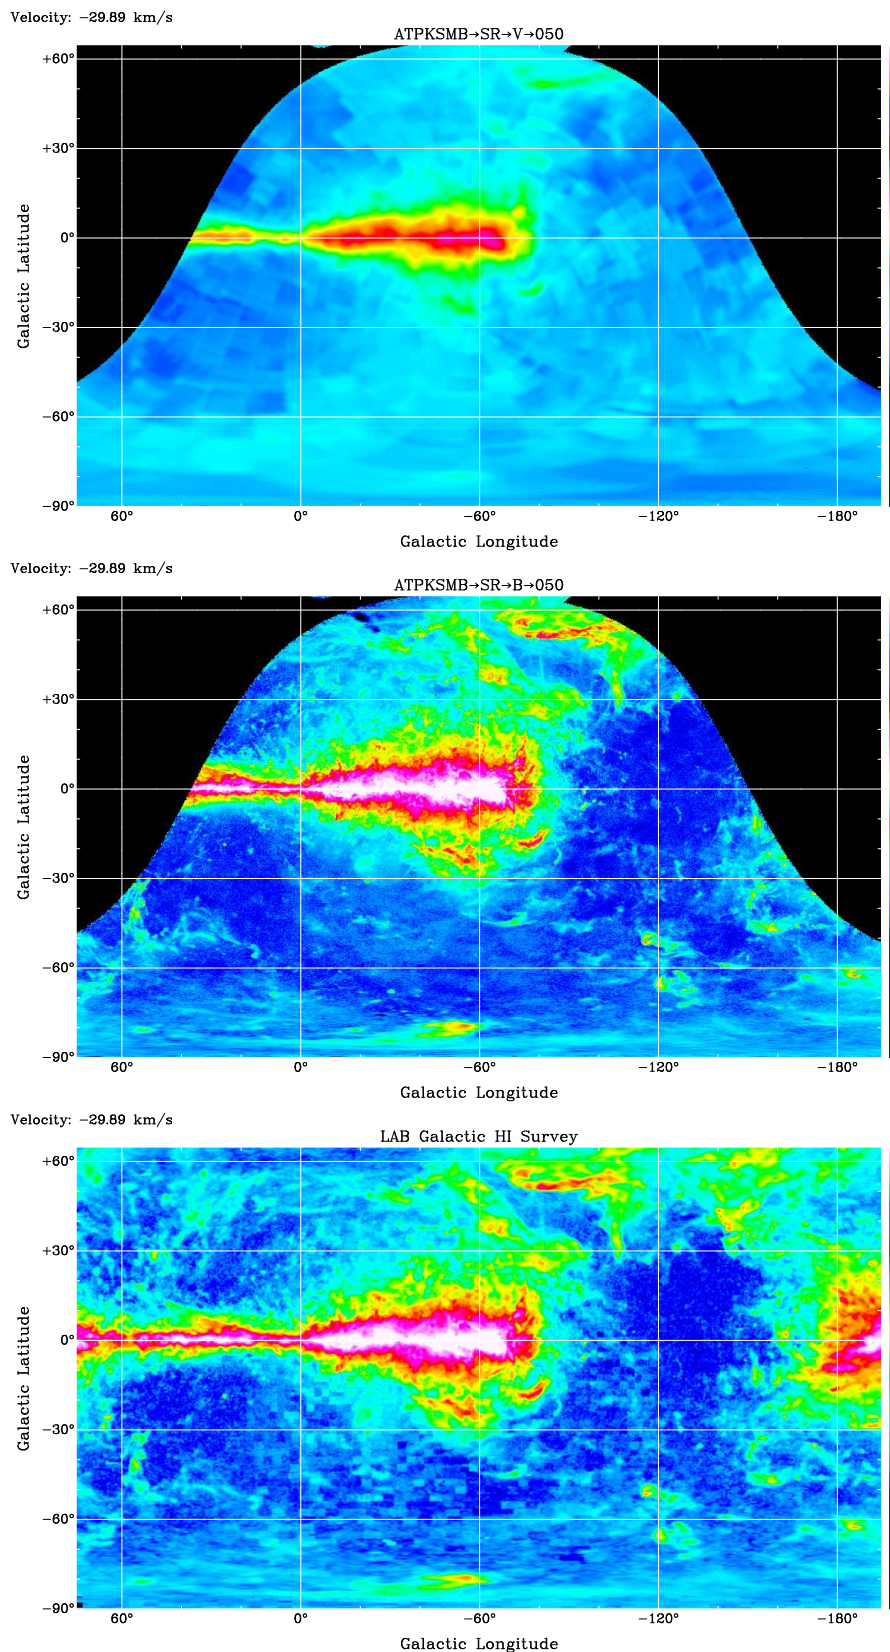 Velocity: −29.89 km/s
ATPKSMB→SR→V→050
+60°
+30°
0°
−30°
−60°
−90°
Galactic Latitude
60° 0° −60° −120° −180°
Galactic Longitude
Velocity: −29.89 km/s
ATPKSMB→SR→B→050
+60°
+30°
0°
−30°
−60°
−90°
Galactic Latitude
60° 0° −60° −120° −180°
Galactic Longitude
Velocity: −29.89 km/s
LAB Galactic HI Survey
+60°
+30°
0°
−30°
−60°
−90°
Galactic Latitude
60° 0° −60° −120° −180°
Galactic Longitude